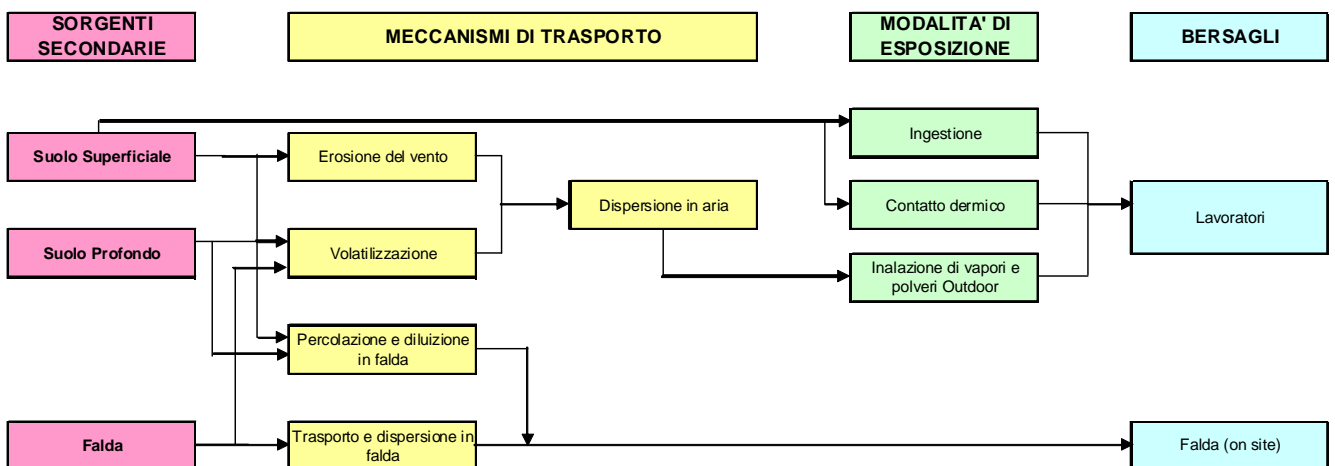 SORGENTI
SECONDARIE
MECCANISMI DI TRASPORTO
MODALITA' DI
ESPOSIZIONE
BERSAGLI
Suolo Superficiale
Erosione del vento
Ingestione
Dispersione in aria
Contatto dermico
Lavoratori
Suolo Profondo
Volatilizzazione
Inalazione di vapori e
polveri Outdoor
Percolazione e diluizione
in falda
Falda
Trasporto e dispersione in
falda
Falda (on site)